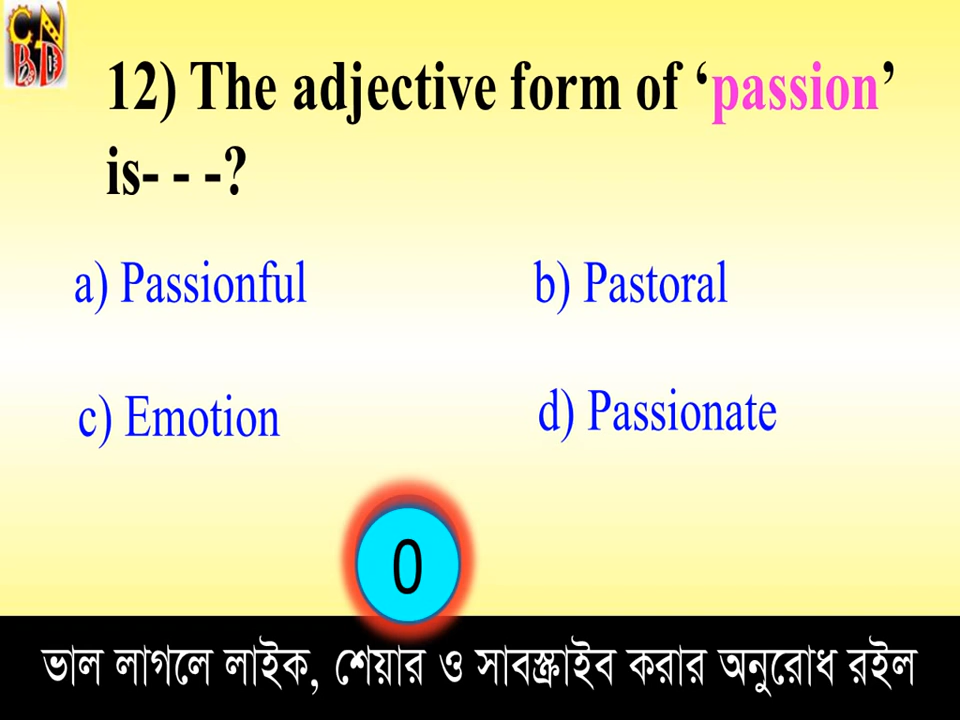 CNBD
12) The adjective form of ‘passion’
is- - -?
a) Passionful b) Pastoral
c) Emotion d) Passionate
0
ভাল লাগলে লাইক, শেয়ার ও সাবস্ক্রাইব করার অনুরোধ রইল